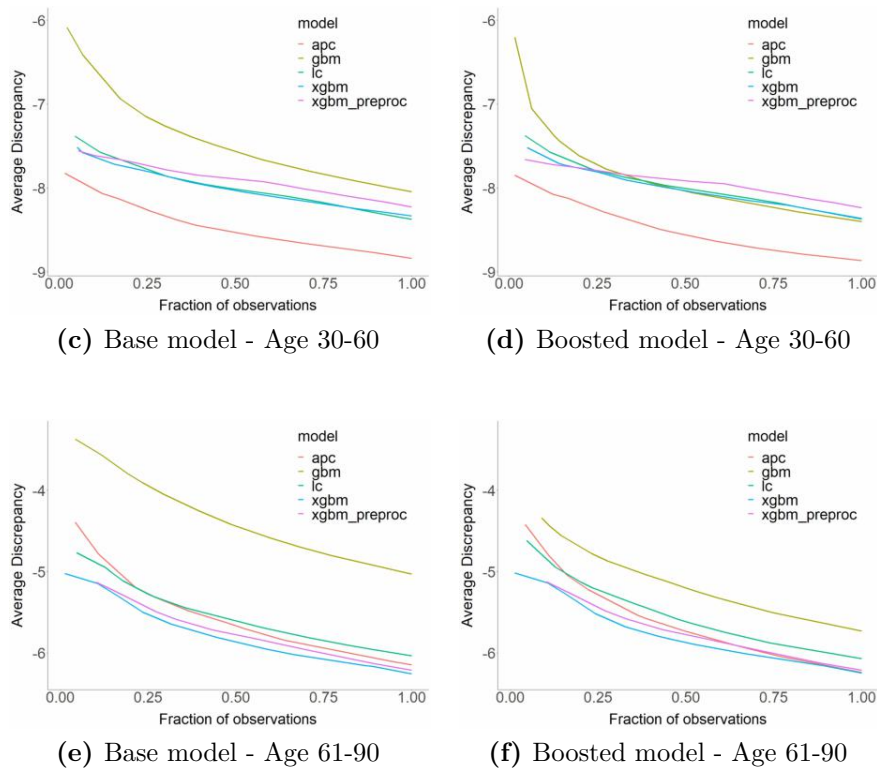 -6
-7
-8
-9
Average Discrepancy
model
apc
gbm
lc
xgbm
xgbm_preproc
0.00 0.25 0.50 0.75 1.00
Fraction of observations
(c) Base model - Age 30-60
-6
-7
-8
-9
Average Discrepancy
model
apc
gbm
lc
xgbm
xgbm_preproc
0.00 0.25 0.50 0.75 1.00
Fraction of observations
(d) Boosted model - Age 30-60
-4
-5
-6
Average Discrepancy
model
apc
gbm
lc
xgbm
xgbm_preproc
0.00 0.25 0.50 0.75 1.00
Fraction of observations
(e) Base model - Age 61-90
-4
-5
-6
Average Discrepancy
model
apc
gbm
lc
xgbm
xgbm_preproc
0.00 0.25 0.50 0.75 1.00
Fraction of observations
(f) Boosted model - Age 61-90